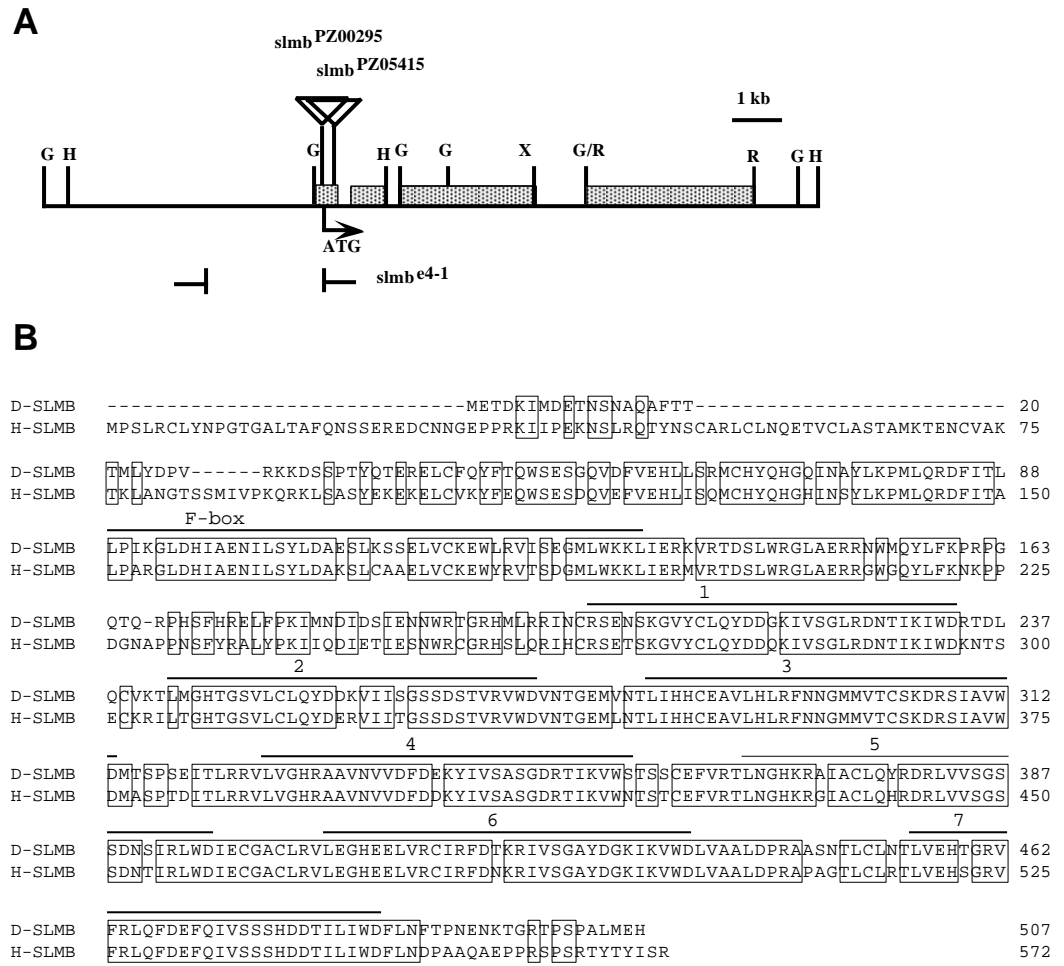 A
slmb PZ00295
slmb PZ05415
1 kb
G H G H G G X G/R R G H
ATG
slmb e4-1
B
D-SLMB ----------------------------------------METDKIMDETNSNAQAFTT---------------------------------- 20
H-SLMB MPSLRCLYNPGTGALTAFQNSSEREDCNNGEPPRKIIPEKNSLRQTYNSCARLCLNQETVCLASTAMKTENCVAK 75
D-SLMB TMLYDPV------RKKDSSPTYQTERELCFQYFTQWSESGQVDFVEHLLSRMCHYQHGQINAYLKPMLQRDFITL 88
H-SLMB TKLANGTSSMIVPKQRKLSASYEKEKELCVKYFEQWSESDQVEFVEHLISQMCHYQHGHINSYLKPMLQRDFITA 150
F-box
D-SLMB LPIKGLDHIAENILSYLDAESLKSSELVCKEWLRVISEGMLWKKLIERKVRTDSLWRGLAERRNWMQYLFKPRPG 163
H-SLMB LPARGLDHIAENILSYLDAKSLCAAELVCKEWYRVTSDGMLWKKLIERMVRTDSLWRGLAERRGWGQYLFKNKPP 225
1
D-SLMB QTQ-RPHSFHRELFPKIMNDIDSIENNWRTGRHMLRRINCRSENSKGVYCLQYDDGKIVSGLRDNTIKIWDRTDL 237
H-SLMB DGNAPPNSFYRALYPKIIQDIETIESNWRCGRHSLQRIHCRSETSKGVYCLQYDDQKIVSGLRDNTIKIWDKNTS 300
2 3
D-SLMB QCVKTLMGHTGSVLCLQYDDKVIISGSSDSTVRVWDVNTGEMVNTLIHHCEAVLHLRFNNGMMVTCSKDRSIAVW 312
H-SLMB ECKRILTGHTGSVLCLQYDERVIITGSSDSTVRVWDVNTGEMLNTLIHHCEAVLHLRFNNGMMVTCSKDRSIAVW 375
4 5
D-SLMB DMTSPSEITLRRVLVGHRAAVNVVDFDEKYIVSASGDRTIKVWSTSSCEFVRTLNGHKRAIACLQYRDRLVVSGS 387
H-SLMB DMASPTDITLRRVLVGHRAAVNVVDFDDKYIVSASGDRTIKVWNTSTCEFVRTLNGHKRGIACLQHRDRLVVSGS 450
6 7
D-SLMB SDNSIRLWDIECGACLRVLEGHEELVRCIRFDTKRIVSGAYDGKIKVWDLVAALDPRAASNTLCLNTLVEHTGRV 462
H-SLMB SDNTIRLWDIECGACLRVLEGHEELVRCIRFDNKRIVSGAYDGKIKVWDLVAALDPRAPAGTLCLRTLVEHSGRV 525
D-SLMB FRLQFDEFQIVSSSHDDTILIWDFLNFTPNENKTGRTPSPALMEH 507
H-SLMB FRLQFDEFQIVSSSHDDTILIWDFLNDPAAQAEPPRSPSRTYTYISR 572